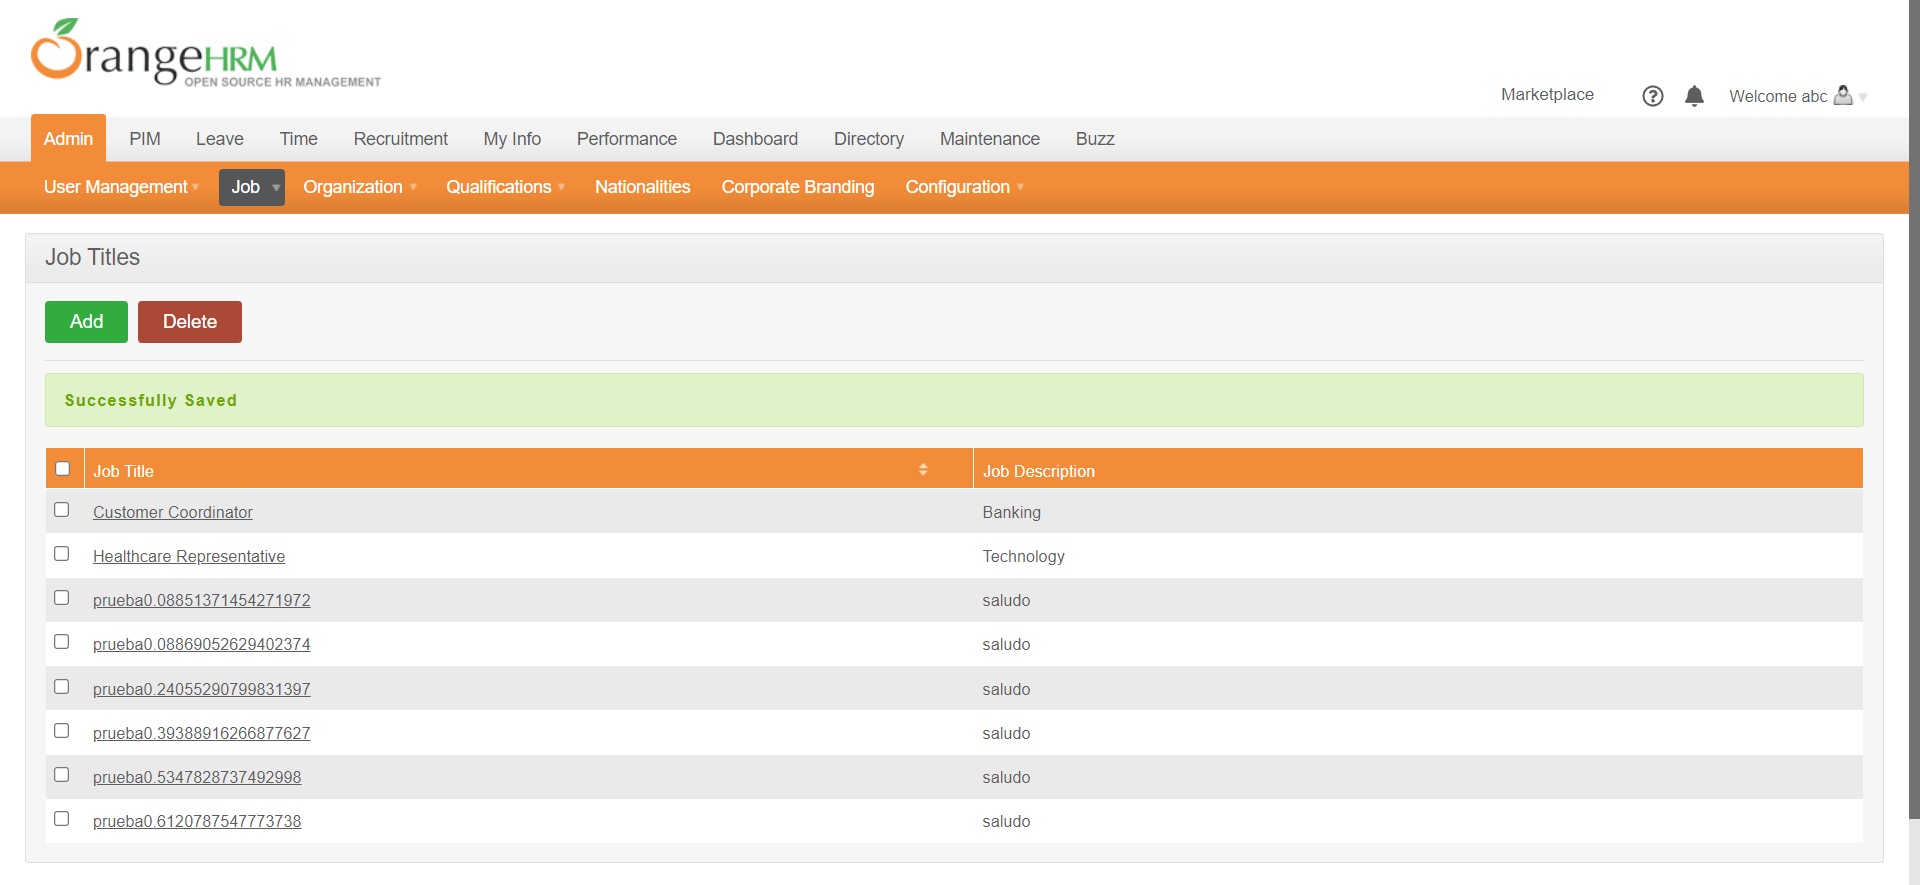 OrangeHRM
OPEN SOURCE HR MANAGEMENT
Marketplace
Welcome abc
Admin PIM Leave Time Recruitment My Info Performance Dashboard Directory Maintenance Buzz
User Management Job Organization Qualifications Nationalities Corporate Branding Configuration
Job Titles
Add Delete
Successfully Saved
Job Title Job Description
Customer Coordinator Banking
Healthcare Representative Technology
prueba0.08851371454271972 saludo
prueba0.08869052629402374 saludo
prueba0.24055290799831397 saludo
prueba0.39388916266877627 saludo
prueba0.5347828737492998 saludo
prueba0.6120787547773738 saludo